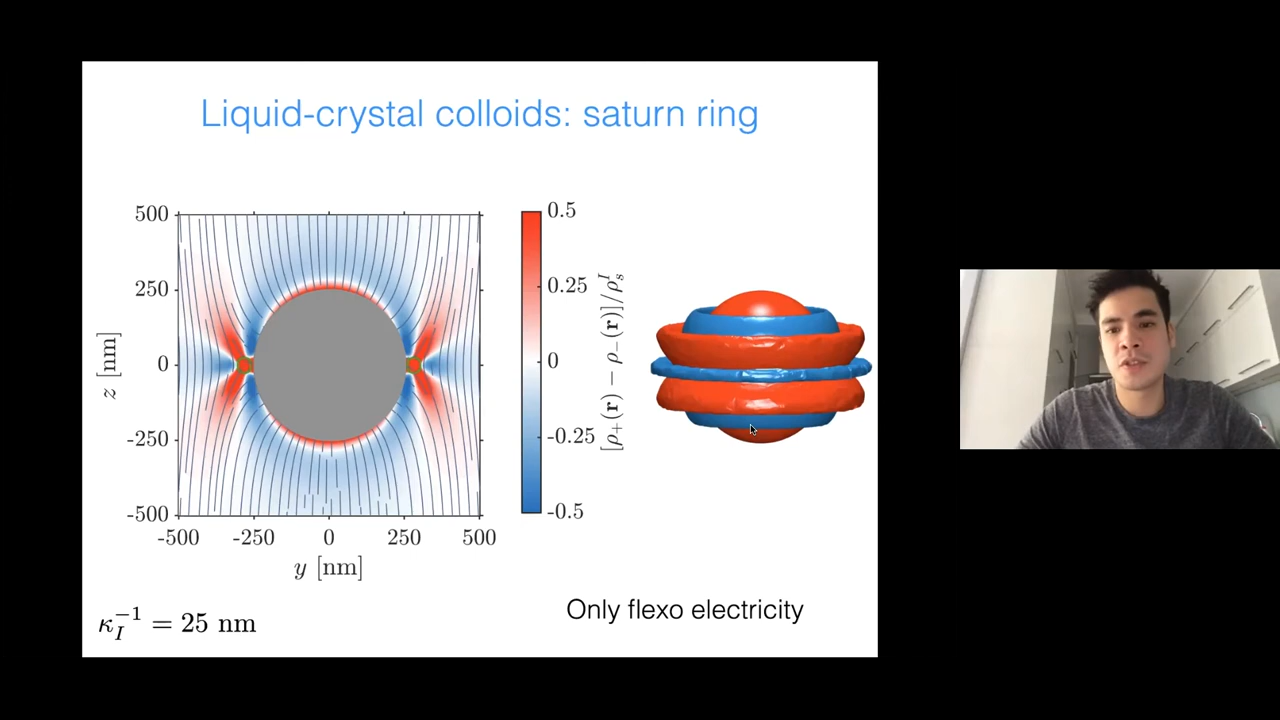 Liquid-crystal colloids: saturn ring
500
250
0
-250
-500
z [nm]
-500 -250 0 250 500
y [nm]
0.5
0.25
0
-0.25
-0.5
[ρ₊(𝐫) − ρ₋(𝐫)]/ρₛᴵ
κ_I^{-1} = 25 nm
Only flexo electricity